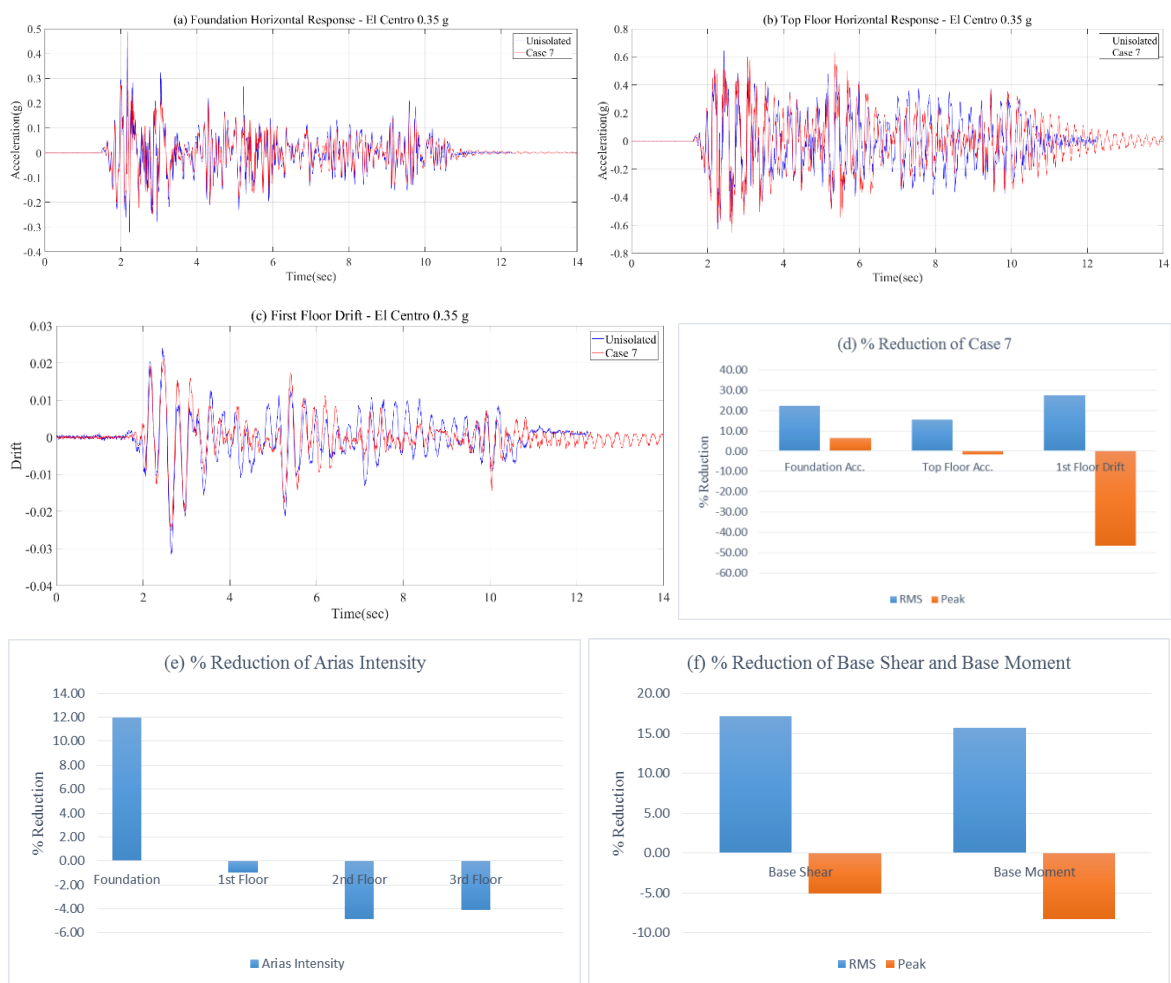 (a) Foundation Horizontal Response - El Centro 0.35 g
0.5
0.4
0.3
0.2
0.1
0
-0.1
-0.2
-0.3
-0.4
Acceleration(g)
Unisolated
Case 7
0 2 4 6 8 10 12 14
Time(sec)
(b) Top Floor Horizontal Response - El Centro 0.35 g
0.8
0.6
0.4
0.2
0
-0.2
-0.4
-0.6
-0.8
Acceleration(g)
Unisolated
Case 7
0 2 4 6 8 10 12 14
Time(sec)
(c) First Floor Drift - El Centro 0.35 g
0.03
0.02
0.01
0
-0.01
-0.02
-0.03
-0.04
Drift
Unisolated
Case 7
0 2 4 6 8 10 12 14
Time(sec)
(d) % Reduction of Case 7
40.00
30.00
20.00
10.00
0.00
-10.00
-20.00
-30.00
-40.00
-50.00
-60.00
% Reduction
Foundation Acc. Top Floor Acc. 1st Floor Drift
RMS Peak
(e) % Reduction of Arias Intensity
14.00
12.00
10.00
8.00
6.00
4.00
2.00
0.00
-2.00
-4.00
-6.00
% Reduction
Foundation 1st Floor 2nd Floor 3rd Floor
Arias Intensity
(f) % Reduction of Base Shear and Base Moment
20.00
15.00
10.00
5.00
0.00
-5.00
-10.00
% Reduction
Base Shear Base Moment
RMS Peak